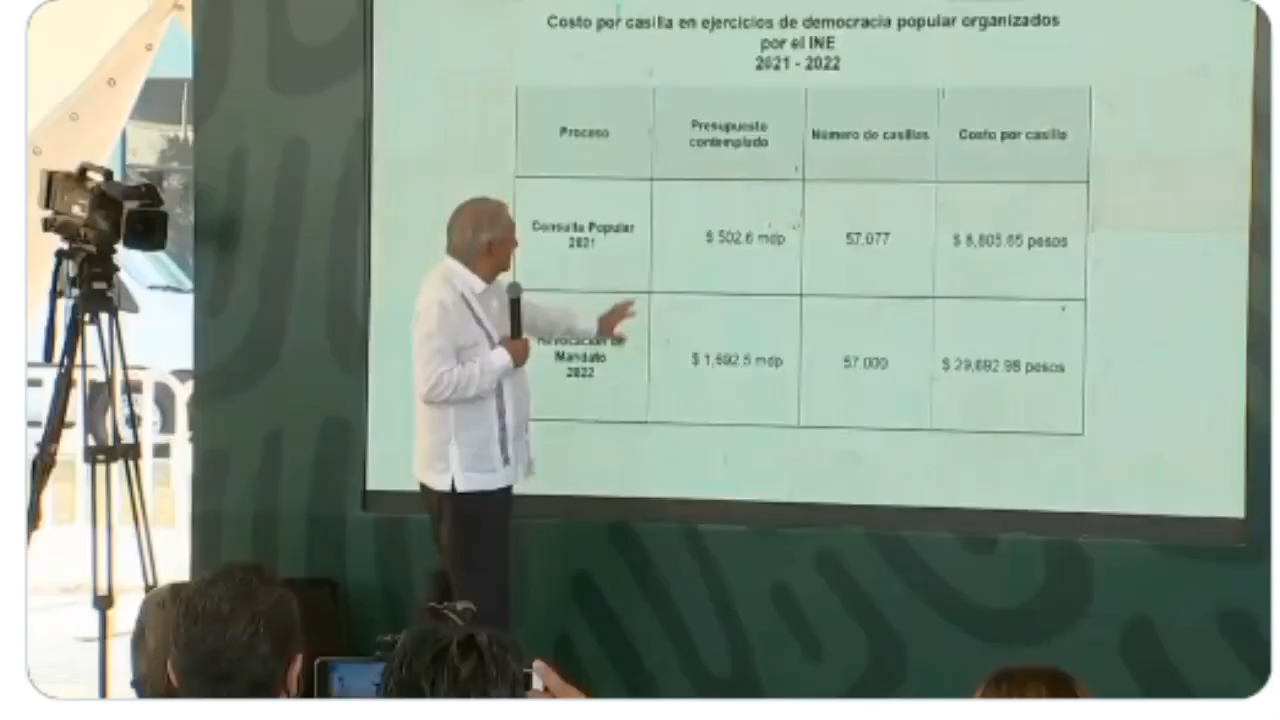 Costo por casilla en ejercicios de democracia popular organizados
por el INE
2021 - 2022
Proceso
Presupuesto
contemplado
Número de casillas
Costo por casilla
Consulta Popular
2021
$ 502.6 mdp
57,077
$ 8,805.65 pesos
Revocación de
Mandato
2022
$ 1,692.5 mdp
57,000
$ 29,692.98 pesos